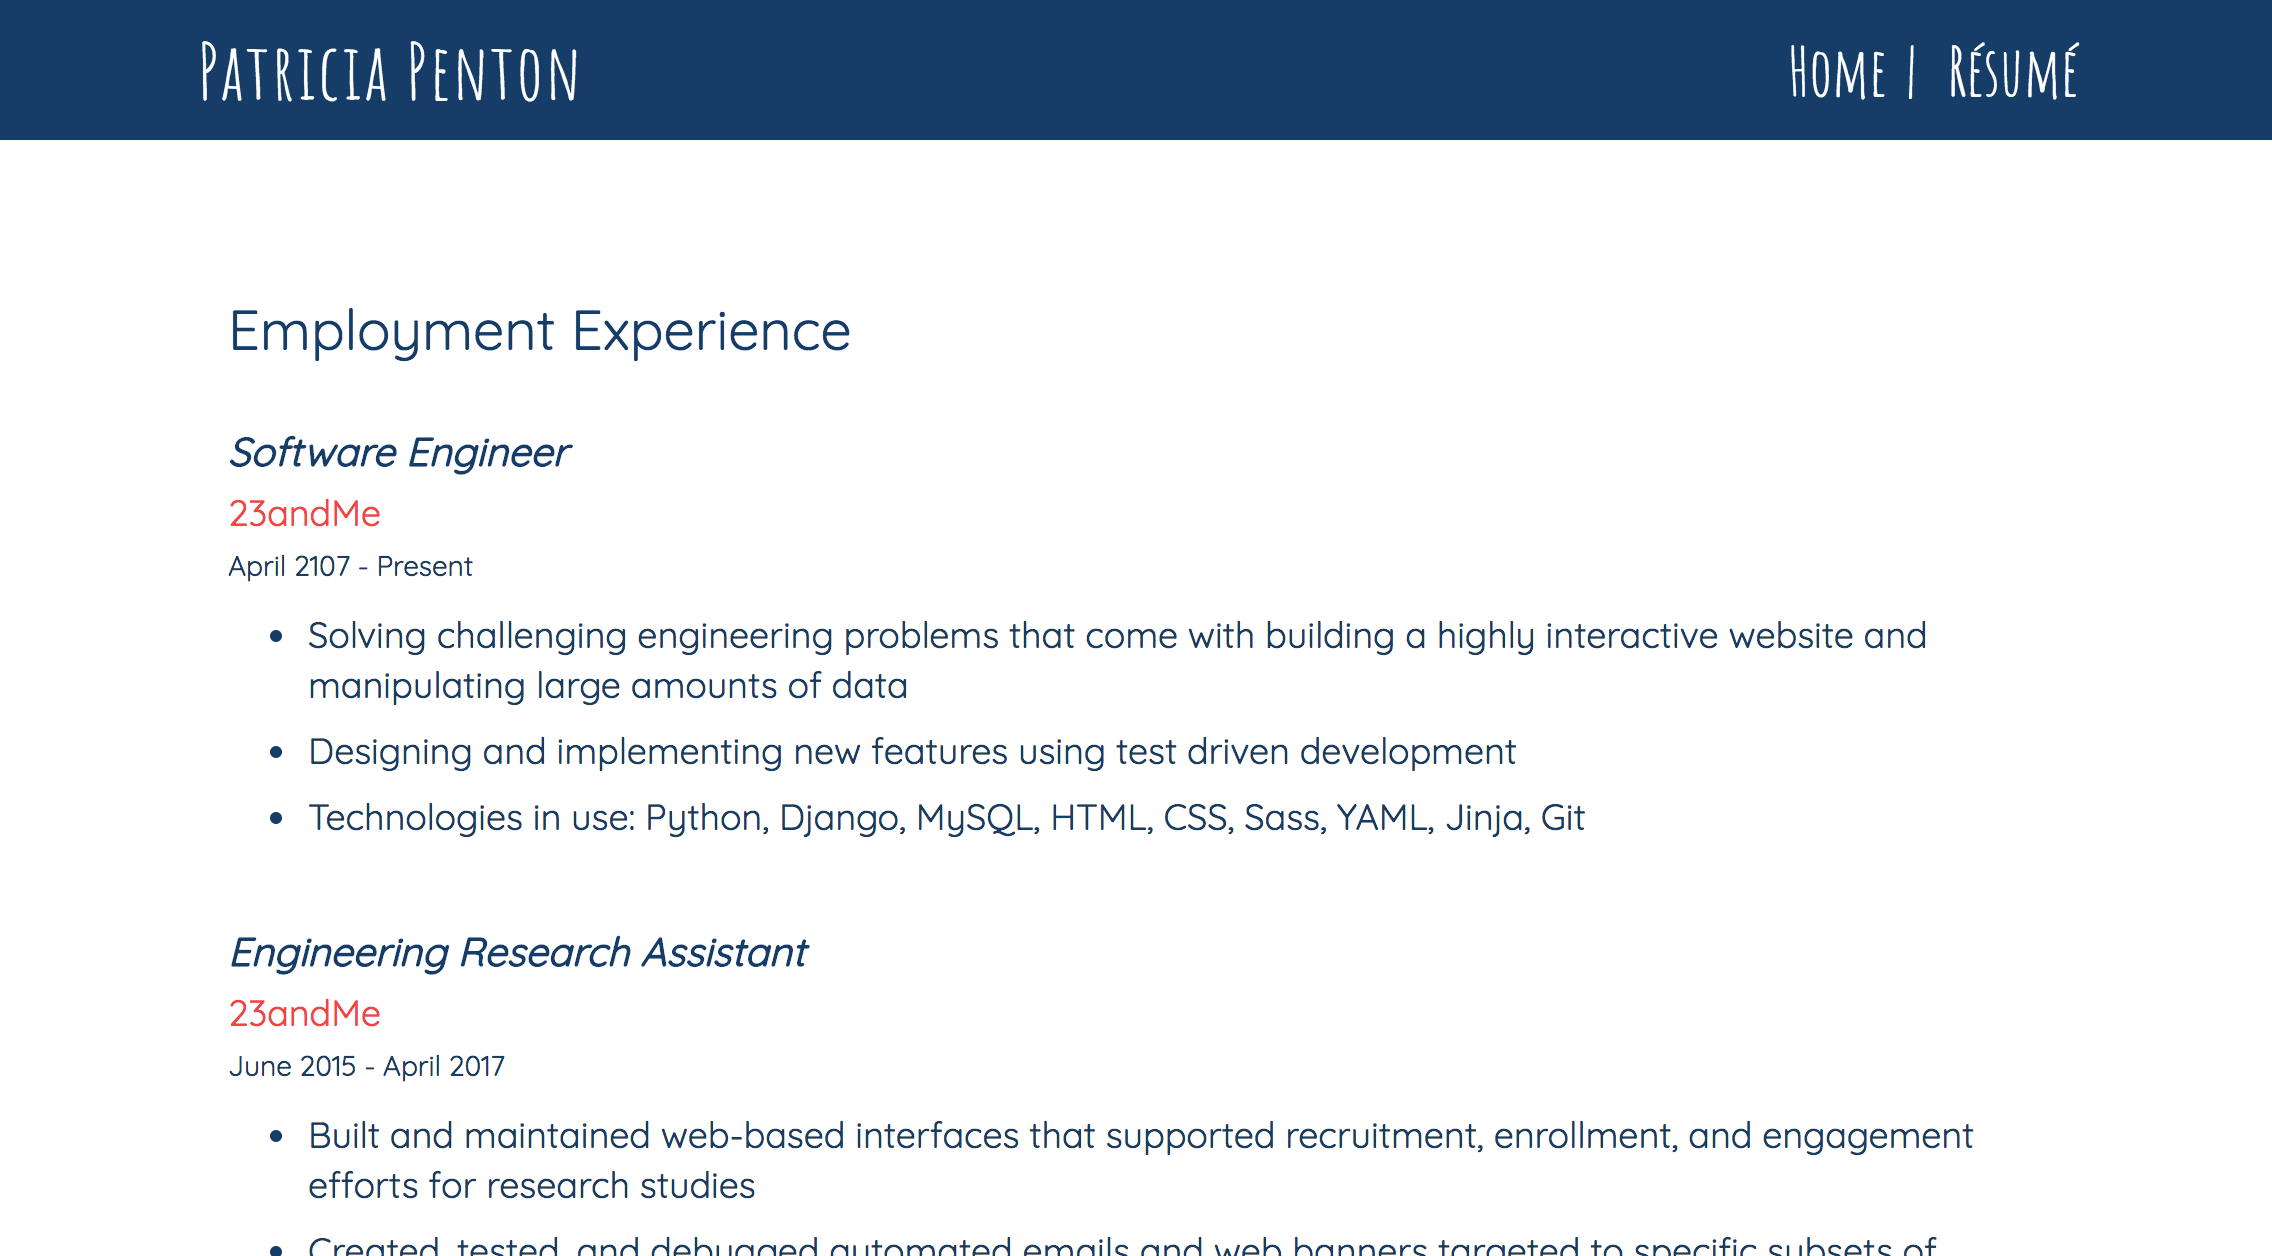 Patricia Penton
Home | Résumé
Employment Experience
Software Engineer
23andMe
April 2107 - Present
• Solving challenging engineering problems that come with building a highly interactive website and
manipulating large amounts of data
• Designing and implementing new features using test driven development
• Technologies in use: Python, Django, MySQL, HTML, CSS, Sass, YAML, Jinja, Git
Engineering Research Assistant
23andMe
June 2015 - April 2017
• Built and maintained web-based interfaces that supported recruitment, enrollment, and engagement
efforts for research studies
• Created, tested, and debugged automated emails and web banners targeted to specific subsets of